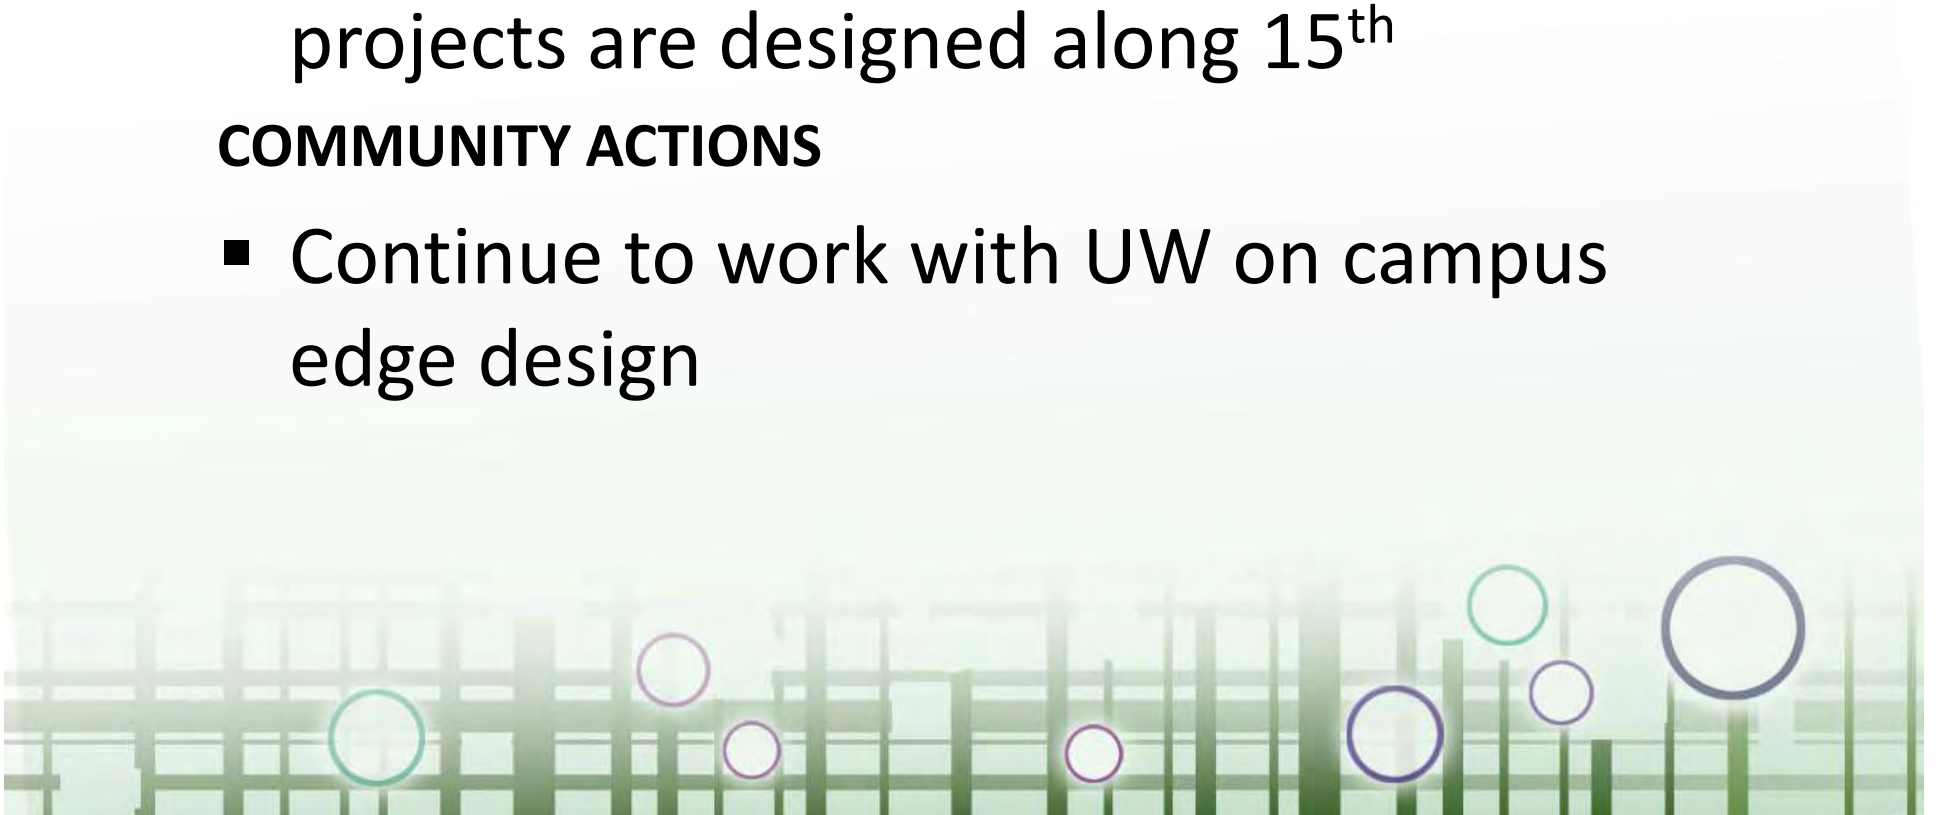 projects are designed along 15th
COMMUNITY ACTIONS
▪ Continue to work with UW on campus
edge design